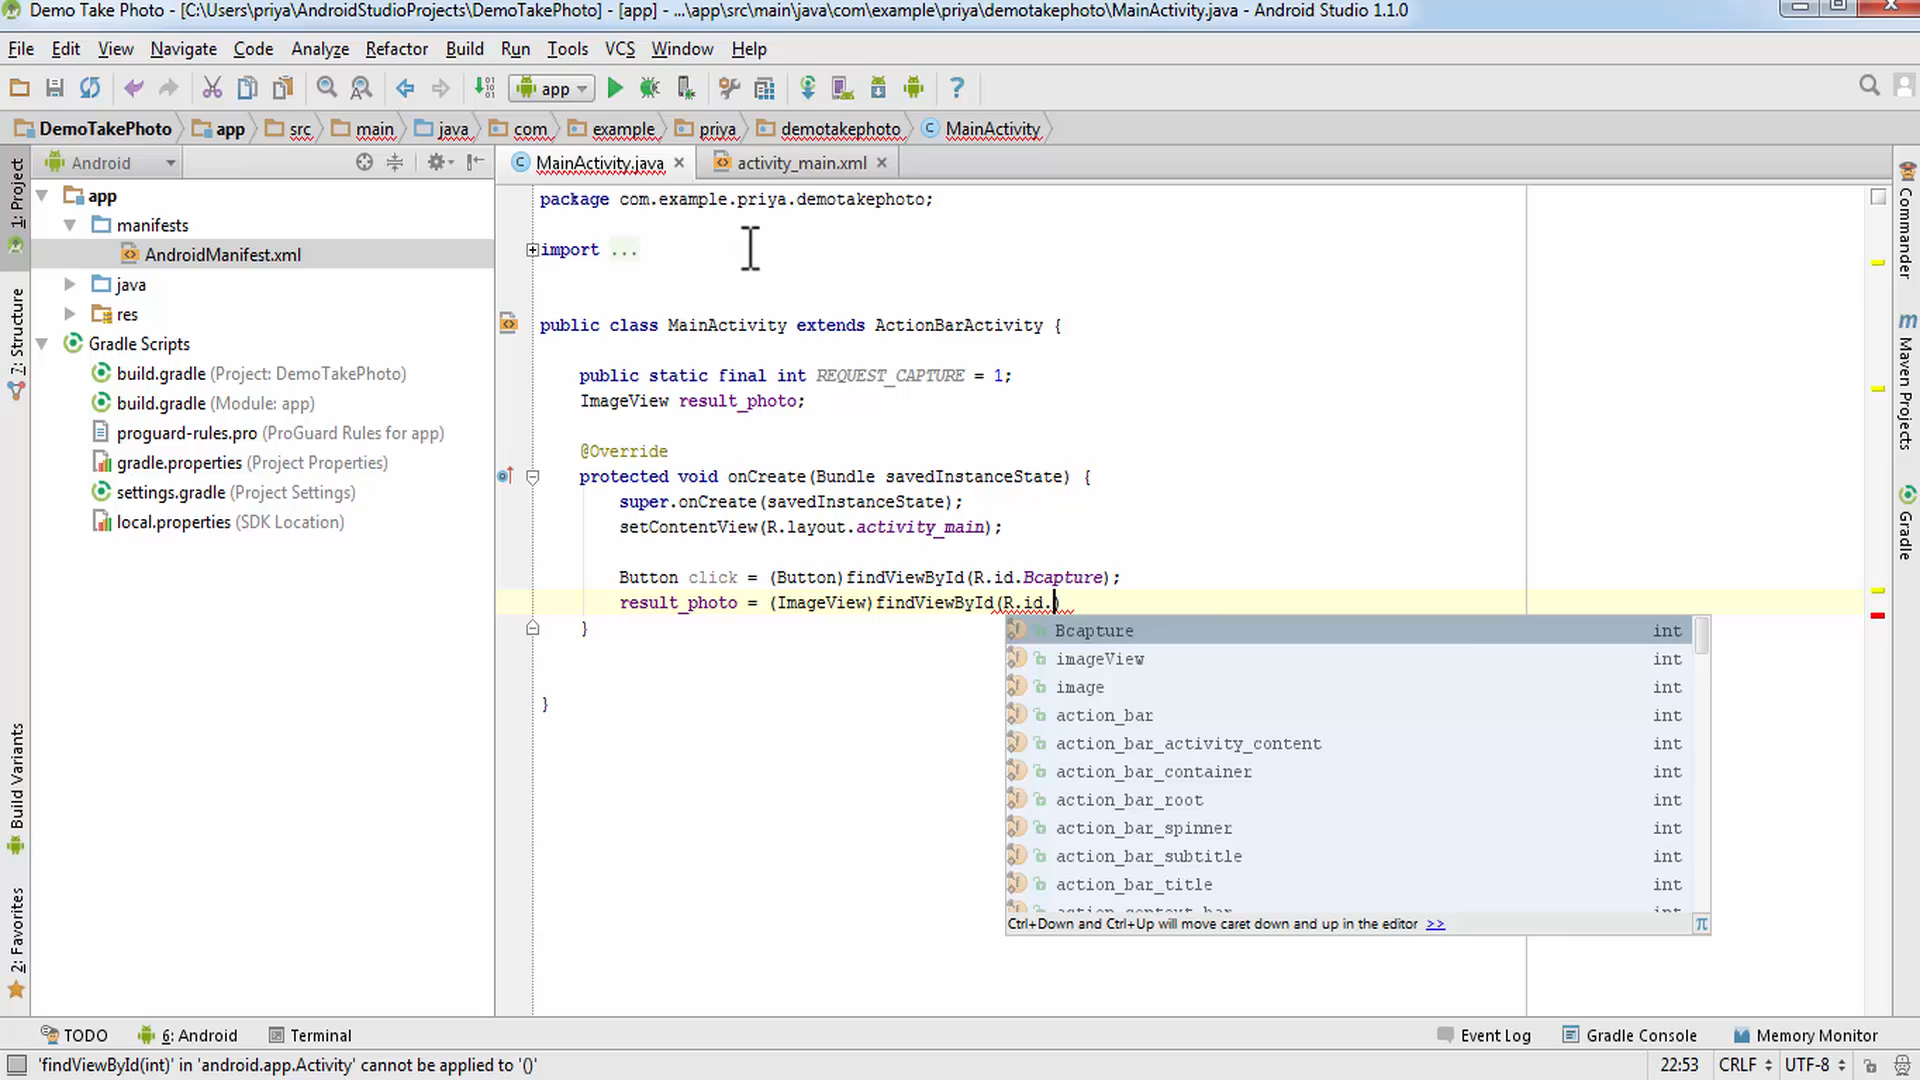 Demo Take Photo - [C:\Users\priya\AndroidStudioProjects\DemoTakePhoto] - [app] - ...\app\src\main\java\com\example\priya\demotakephoto\MainActivity.java - Android Studio 1.1.0
File Edit View Navigate Code Analyze Refactor Build Run Tools VCS Window Help
app
DemoTakePhoto app src main java com example priya demotakephoto MainActivity
Android
MainActivity.java
activity_main.xml
1: Project
7: Structure
Build Variants
2: Favorites
app
manifests
AndroidManifest.xml
java
res
Gradle Scripts
build.gradle (Project: DemoTakePhoto)
build.gradle (Module: app)
proguard-rules.pro (ProGuard Rules for app)
gradle.properties (Project Properties)
settings.gradle (Project Settings)
local.properties (SDK Location)
package com.example.priya.demotakephoto;
import ...
public class MainActivity extends ActionBarActivity {
public static final int REQUEST_CAPTURE = 1;
ImageView result_photo;
@Override
protected void onCreate(Bundle savedInstanceState) {
super.onCreate(savedInstanceState);
setContentView(R.layout.activity_main);
Button click = (Button)findViewById(R.id.Bcapture);
result_photo = (ImageView)findViewById(R.id.)
}
}
Bcapture int
imageView int
image int
action_bar int
action_bar_activity_content int
action_bar_container int
action_bar_root int
action_bar_spinner int
action_bar_subtitle int
action_bar_title int
action_context_bar int
Ctrl+Down and Ctrl+Up will move caret down and up in the editor >>
π
Commander
m Maven Projects
Gradle
TODO
6: Android
Terminal
Event Log
Gradle Console
Memory Monitor
'findViewById(int)' in 'android.app.Activity' cannot be applied to '()'
22:53 CRLF UTF-8